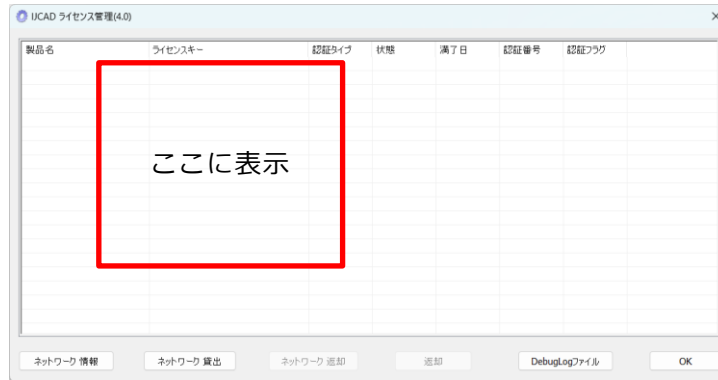 IJCAD ライセンス管理(4.0)
製品名 ライセンスキー 認証タイプ 状態 満了日 認証番号 認証フラグ
ここに表示
ネットワーク 情報 ネットワーク 貸出 ネットワーク 返却 返却 DebugLogファイル OK